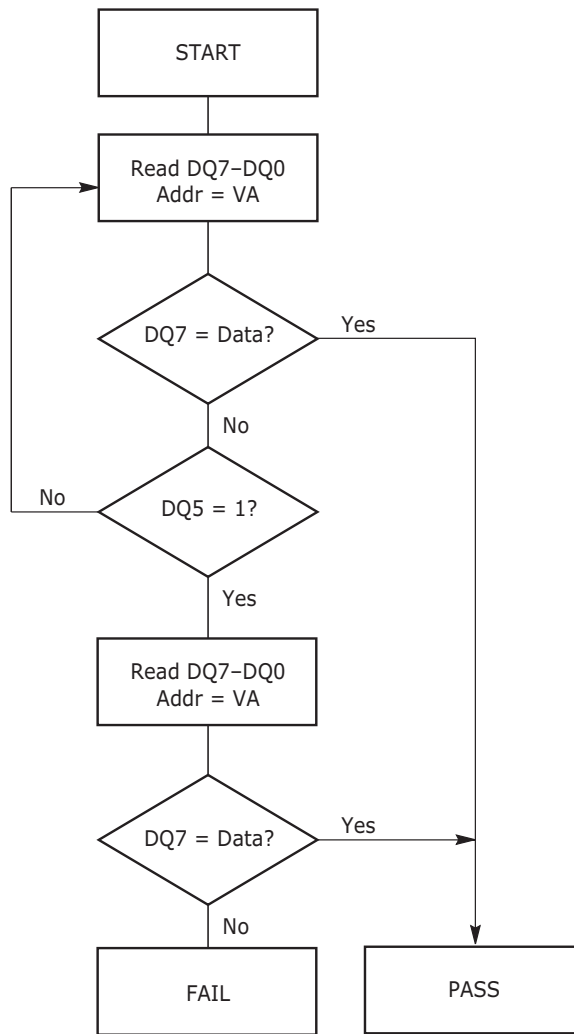 START
Read DQ7–DQ0
Addr = VA
DQ7 = Data?
Yes
No
No
DQ5 = 1?
Yes
Read DQ7–DQ0
Addr = VA
DQ7 = Data?
Yes
No
FAIL
PASS